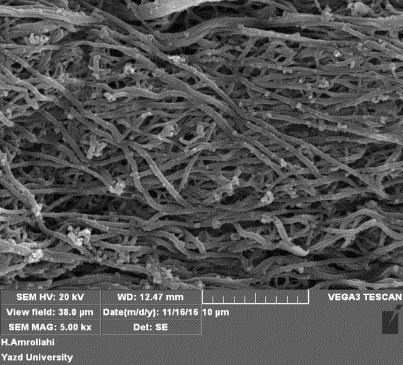 SEM HV: 20 kV WD: 12.47 mm VEGA3 TESCAN
View field: 38.0 µm Date(m/d/y): 11/16/16 10 µm
SEM MAG: 5.00 kx Det: SE
H.Amrollahi
Yazd University